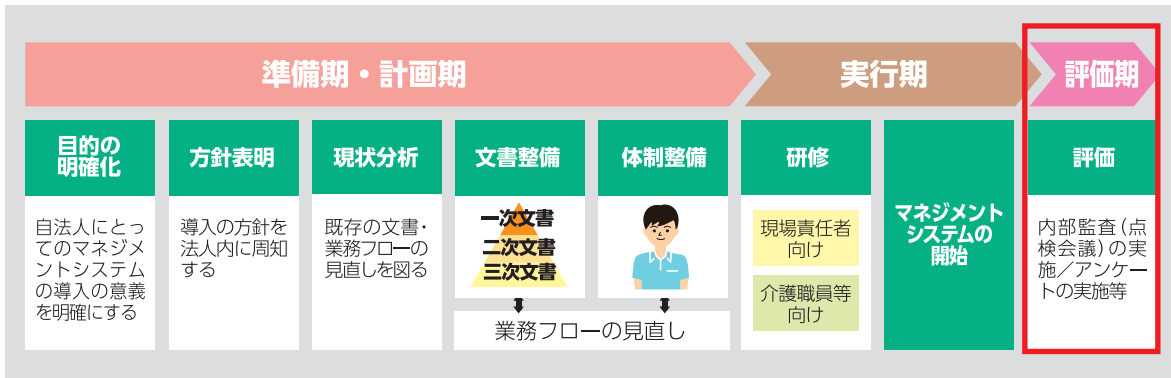 準備期・計画期
実行期
評価期
目的の
明確化
自法人にとっ
てのマネジメ
ントシステム
の導入の意義
を明確にする
方針表明
導入の方針を
法人内に周知
する
現状分析
既存の文書・
業務フローの
見直しを図る
文書整備
一次文書
二次文書
三次文書
体制整備
業務フローの見直し
研修
現場責任者
向け
介護職員等
向け
マネジメント
システムの
開始
評価
内部監査（点
検会議）の実
施／アンケー
トの実施等